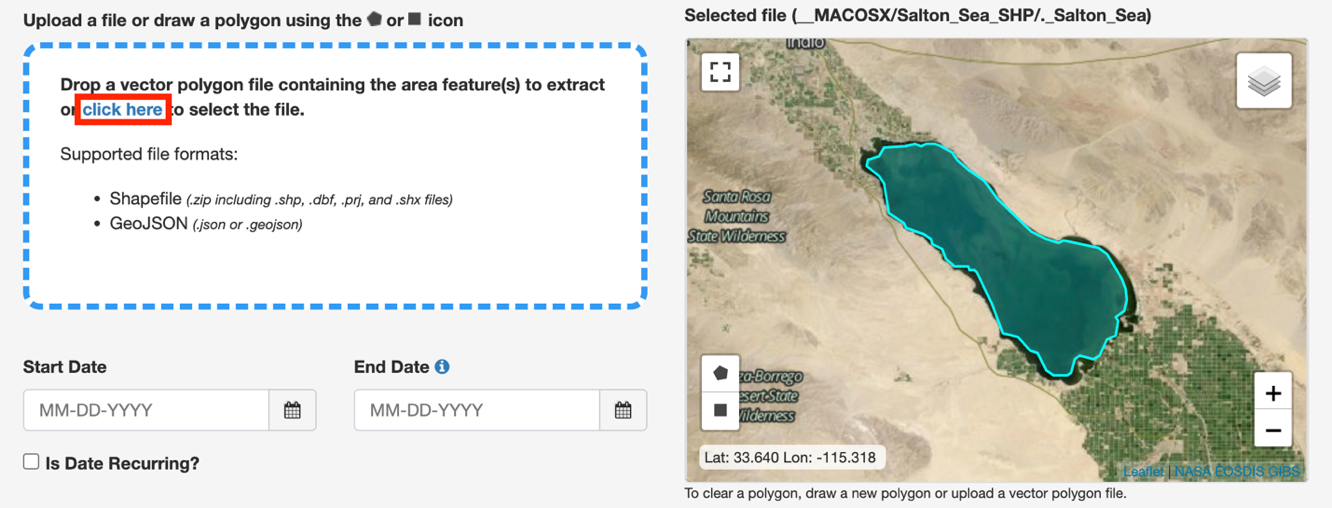 Upload a file or draw a polygon using the or icon
Drop a vector polygon file containing the area feature(s) to extract
or click here to select the file.
Supported file formats:
• Shapefile (.zip including .shp, .dbf, .prj, and .shx files)
• GeoJSON (.json or .geojson)
Start Date
End Date
MM-DD-YYYY
MM-DD-YYYY
Is Date Recurring?
Selected file (__MACOSX/Salton_Sea_SHP/._Salton_Sea)
Indio
Santa Rosa
Mountains
State Wilderness
za-Borrego
esert State
Wilderness
+
−
Lat: 33.640 Lon: -115.318
Leaflet | NASA EOSDIS GIBS
To clear a polygon, draw a new polygon or upload a vector polygon file.